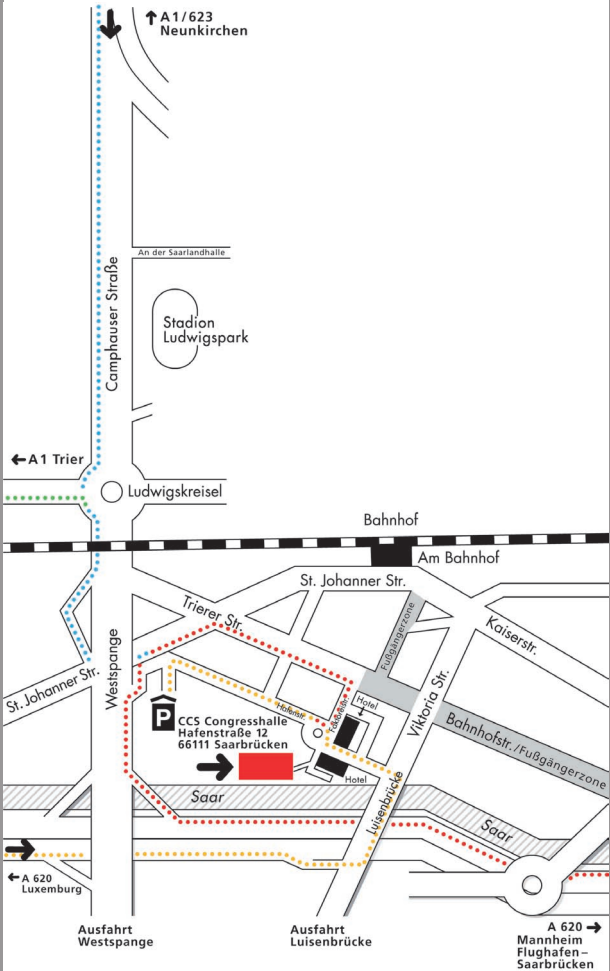 A1/623
Neunkirchen
An der Saarlandhalle
Camphauser Straße
Stadion
Ludwigspark
A1 Trier
Ludwigskreisel
Bahnhof
Am Bahnhof
St. Johanner Str.
Trierer Str.
Fußgängerzone
Kaiserstr.
Westspange
St. Johanner Str.
Hafenstr.
Faktoreistr.
Hotel
Viktoria Str.
Bahnhofstr./Fußgängerzone
P
CCS Congresshalle
Hafenstraße 12
66111 Saarbrücken
Hotel
Luisenbrücke
Saar
Saar
A 620
Luxemburg
Ausfahrt
Westspange
Ausfahrt
Luisenbrücke
A 620
Mannheim
Flughafen–
Saarbrücken